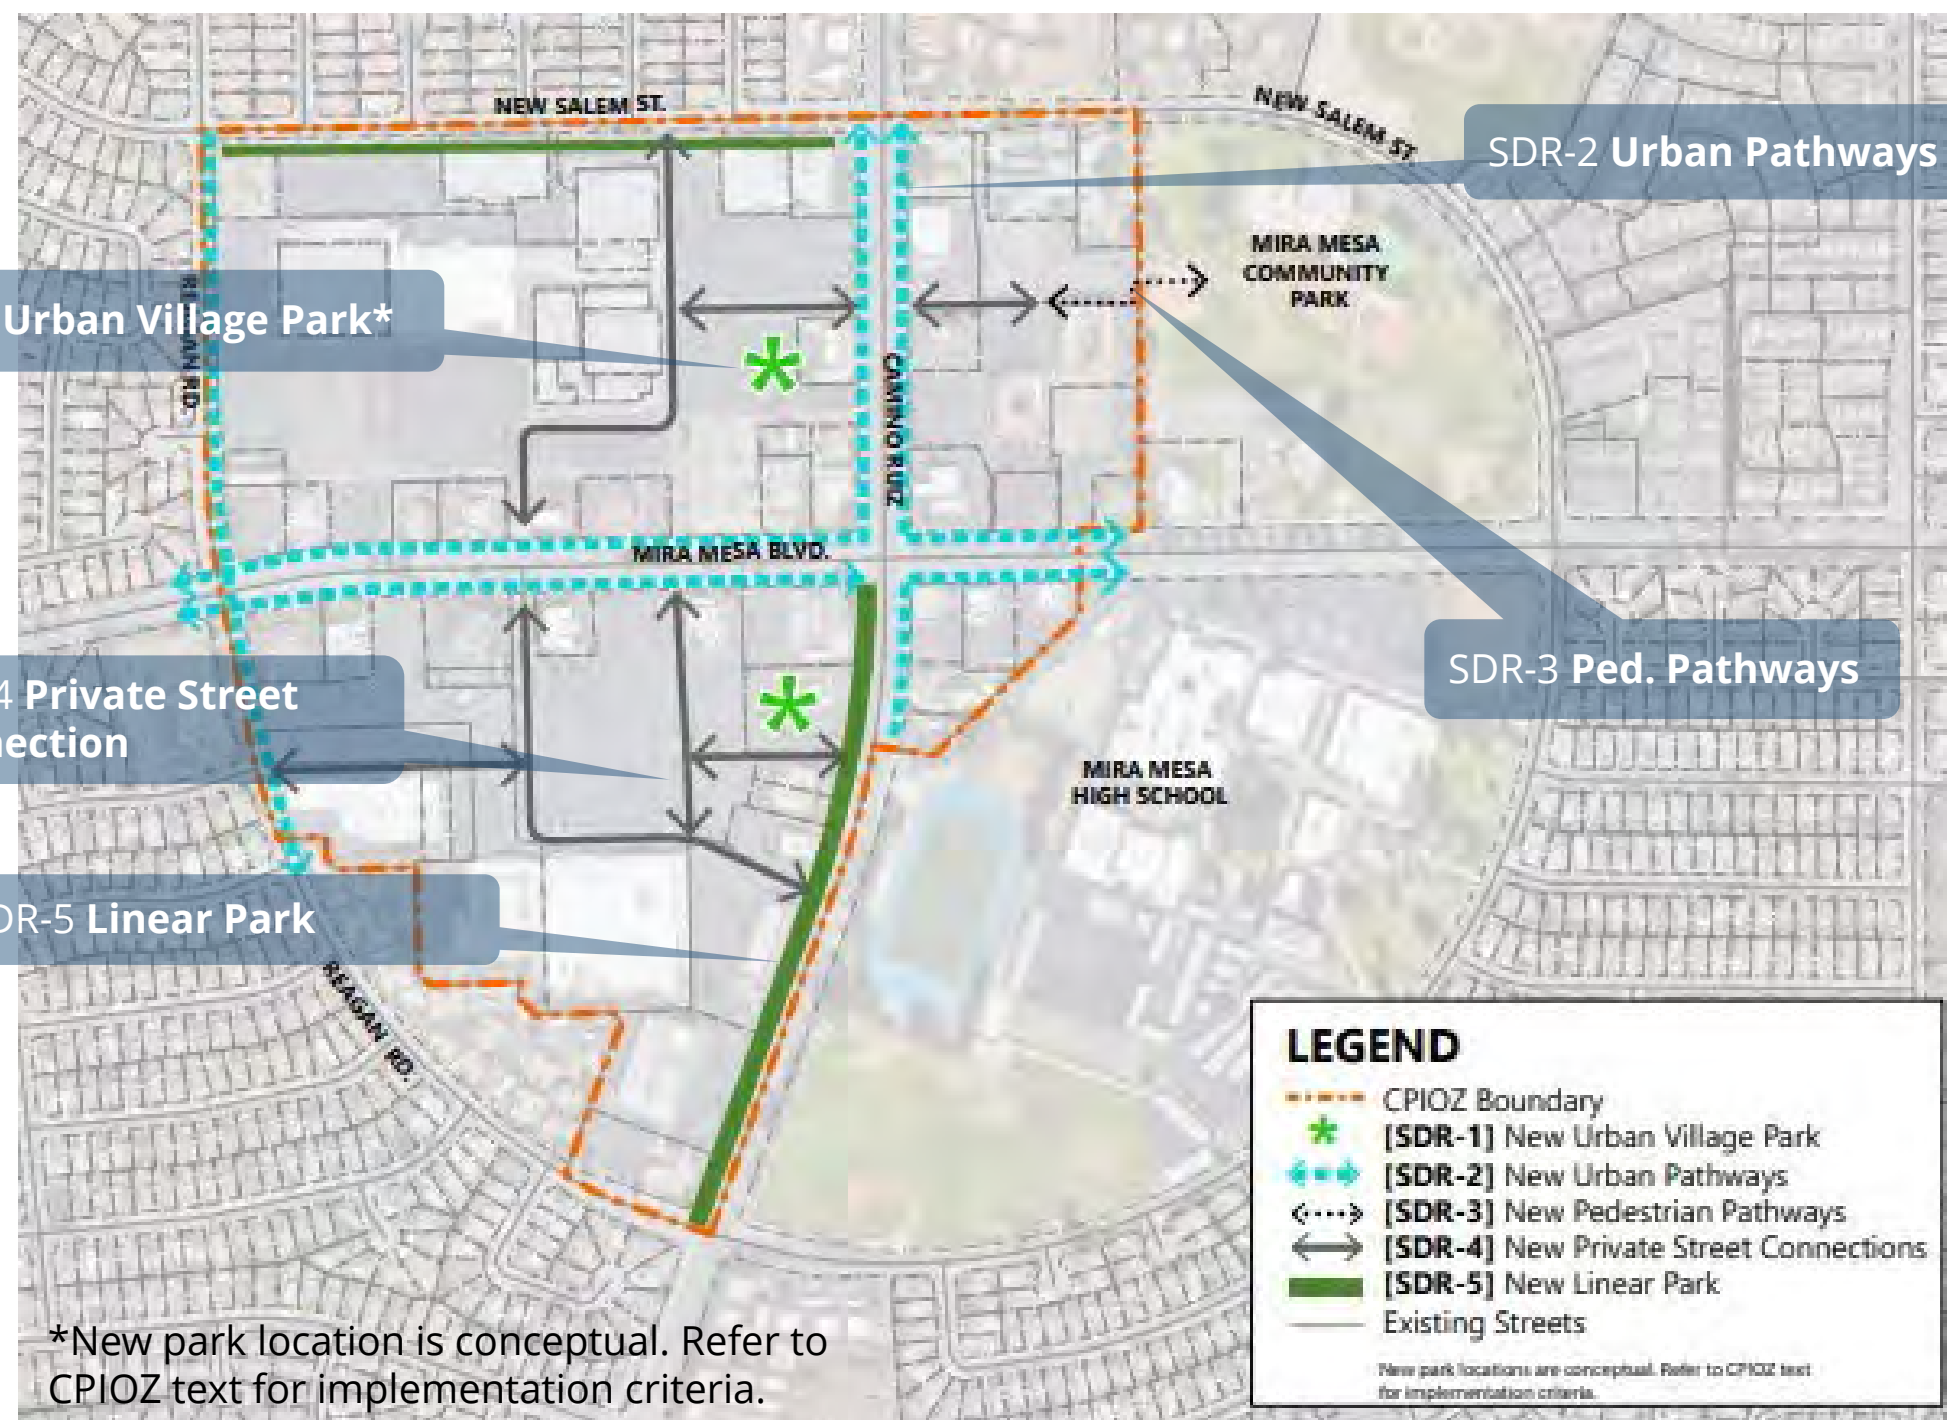 NEW SALEM ST.
NEW SALEM ST.
SDR-2 Urban Pathways
MIRA MESA
COMMUNITY
PARK
Urban Village Park*
RD.
CAMINO RUIZ
MIRA MESA BLVD.
SDR-3 Ped. Pathways
4 Private Street
nection
MIRA MESA
HIGH SCHOOL
DR-5 Linear Park
REAGAN RD.
LEGEND
CPIOZ Boundary
[SDR-1] New Urban Village Park
[SDR-2] New Urban Pathways
[SDR-3] New Pedestrian Pathways
[SDR-4] New Private Street Connections
[SDR-5] New Linear Park
Existing Streets
New park locations are conceptual. Refer to CPIOZ text
for implementation criteria.
*New park location is conceptual. Refer to
CPIOZ text for implementation criteria.